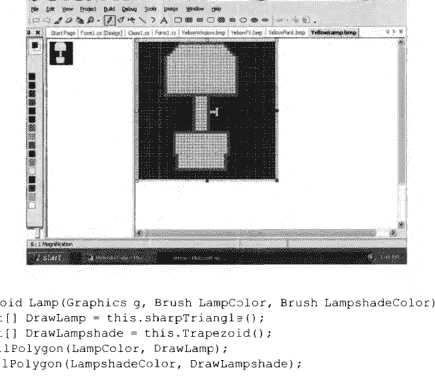 File Edit View Project Build Debug Tools Image Window Help
Start Page Form1.cs [Design] Class1.cs Form1.cs YellowWindow.bmp YellowTV.bmp YellowPlant.bmp YellowLamp.bmp
Magnification
start
oid Lamp(Graphics g, Brush LampColor, Brush LampshadeColor)
t[] DrawLamp = this.sharpTriangle();
t[] DrawLampshade = this.Trapezoid();
llPolygon(LampColor, DrawLamp);
llPolygon(LampshadeColor, DrawLampshade);